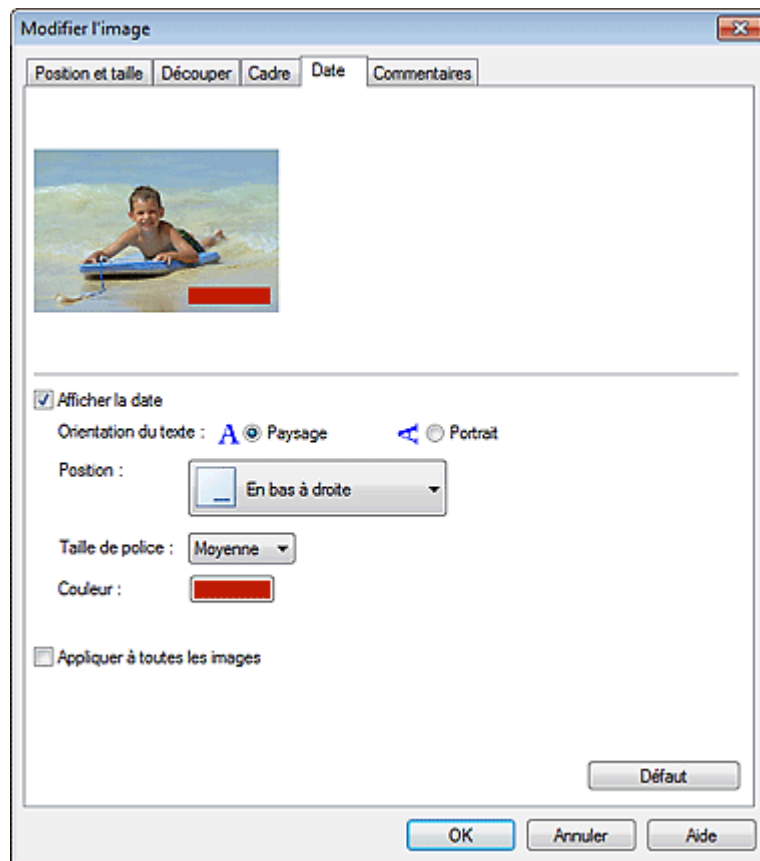 Modifier l'image
Position et taille Découper Cadre Date Commentaires
Afficher la date
Orientation du texte : A Paysage A Portrait
Position : En bas à droite
Taille de police : Moyenne
Couleur :
Appliquer à toutes les images
Défaut
OK Annuler Aide